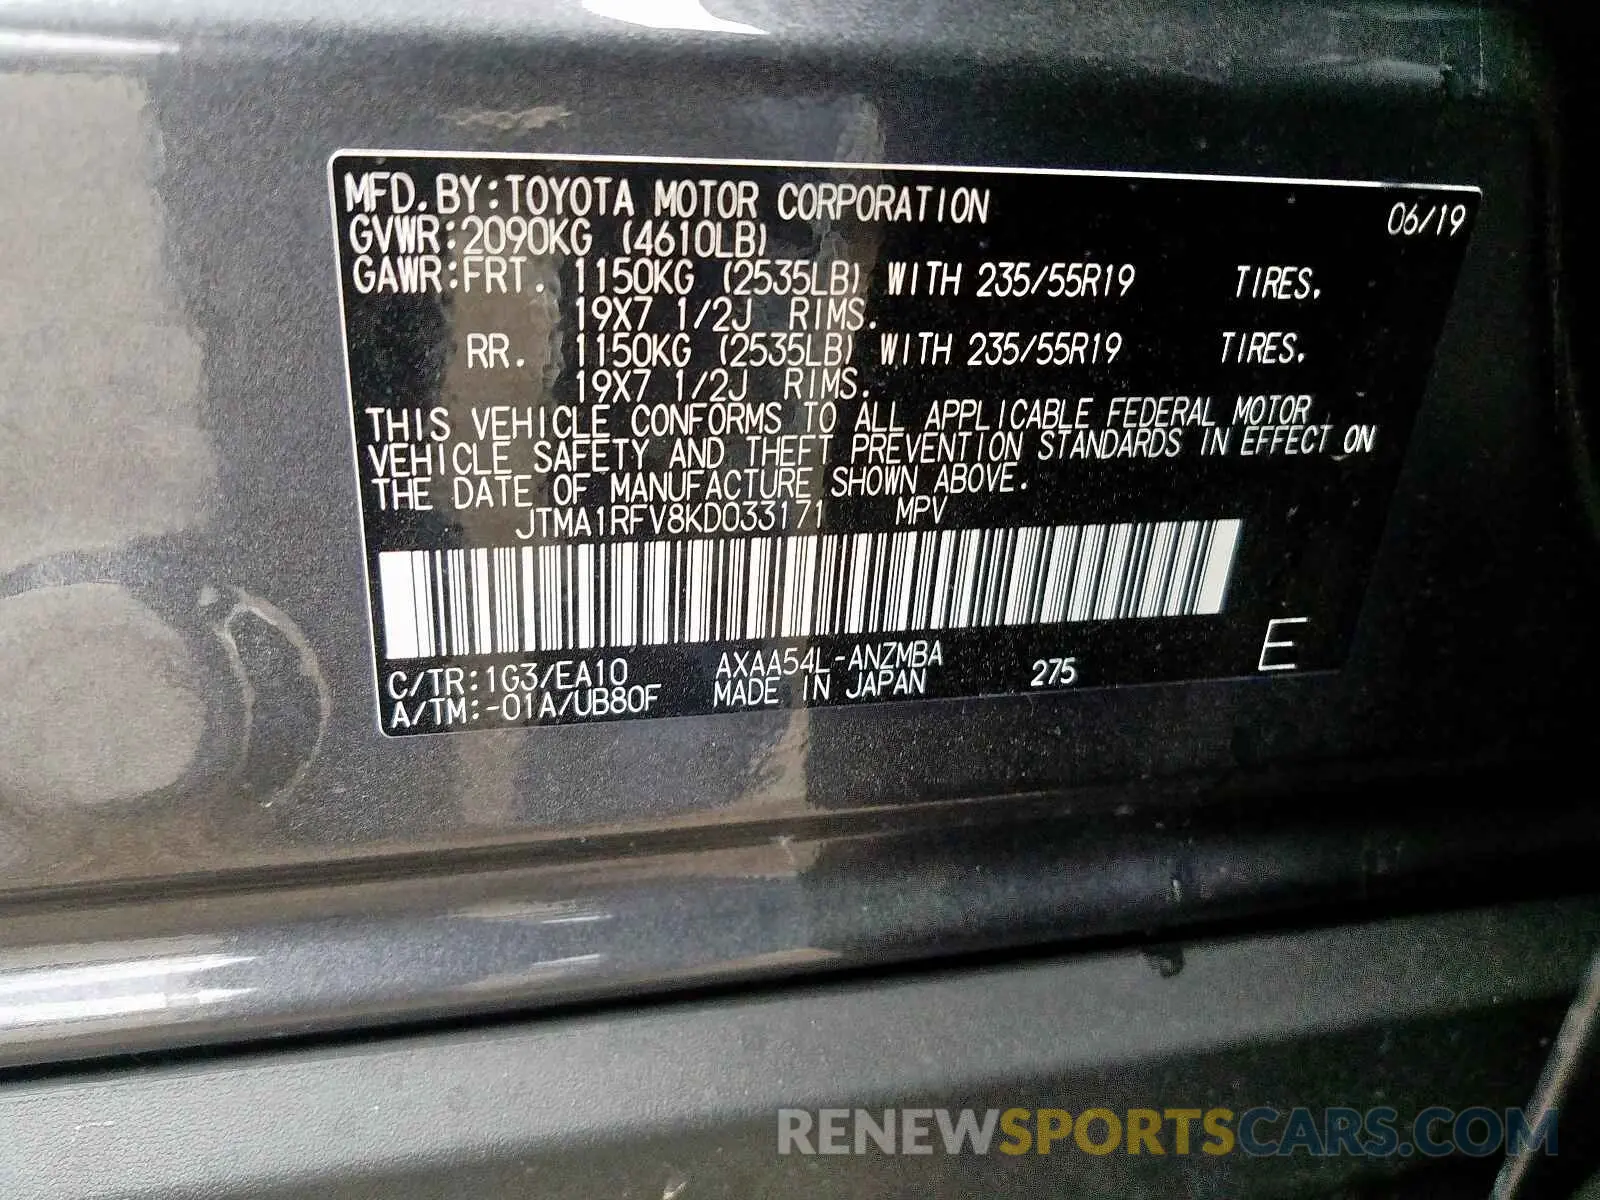 MFD. BY: TOYOTA MOTOR CORPORATION 06/19
GVWR: 2090KG (4610LB)
GAWR: FRT. 1150KG (2535LB) WITH 235/55R19 TIRES.
19X7 1/2J RIMS.
RR. 1150KG (2535LB) WITH 235/55R19 TIRES.
19X7 1/2J RIMS.
THIS VEHICLE CONFORMS TO ALL APPLICABLE FEDERAL MOTOR
VEHICLE SAFETY AND THEFT PREVENTION STANDARDS IN EFFECT ON
THE DATE OF MANUFACTURE SHOWN ABOVE.
JTMA1RFV8KD033171 MPV
C/TR: 1G3/EA10 AXAA54L-ANZMBA 275 E
A/TM: -01A/UB80F MADE IN JAPAN
RENEWSPORTSCARS.COM